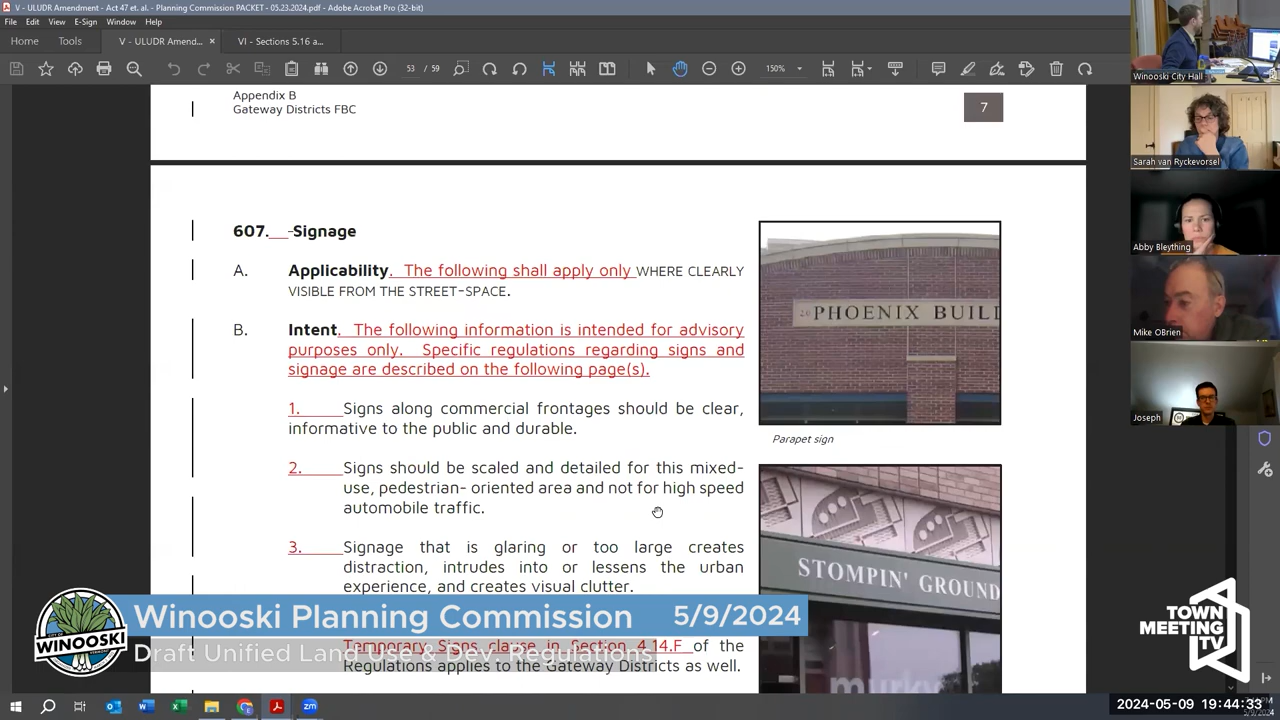 V - ULUDR Amendment - Act 47 et. al. - Planning Commission PACKET - 05.23.2024.pdf - Adobe Acrobat Pro (32-bit)
File Edit View E-Sign Window Help
Home Tools V - ULUDR Amend... × VI - Sections 5.16 a...
53 / 59 150%
Appendix B
Gateway Districts FBC
7
607. - Signage
A. Applicability. The following shall apply only WHERE CLEARLY
VISIBLE FROM THE STREET-SPACE.
B. Intent. The following information is intended for advisory
purposes only. Specific regulations regarding signs and
signage are described on the following page(s).
1. Signs along commercial frontages should be clear,
informative to the public and durable.
2. Signs should be scaled and detailed for this mixed-
use, pedestrian- oriented area and not for high speed
automobile traffic.
3. Signage that is glaring or too large creates
distraction, intrudes into or lessens the urban
experience, and creates visual clutter.
Temporary Signs clause in Section 4.14.F of the
Regulations applies to the Gateway Districts as well.
PHOENIX BUIL
Parapet sign
STOMPIN' GROUND
murky
Winooski City Hall
Sarah van Ryckevorsel
Abby Bleything
Mike OBrien
Joseph
CITY OF
WINOOSKI
VERMONT
Winooski Planning Commission 5/9/2024
Draft Unified Land Use & Dev. Regulations
TOWN
MEETING
TV
2024-05-09 19:44:33